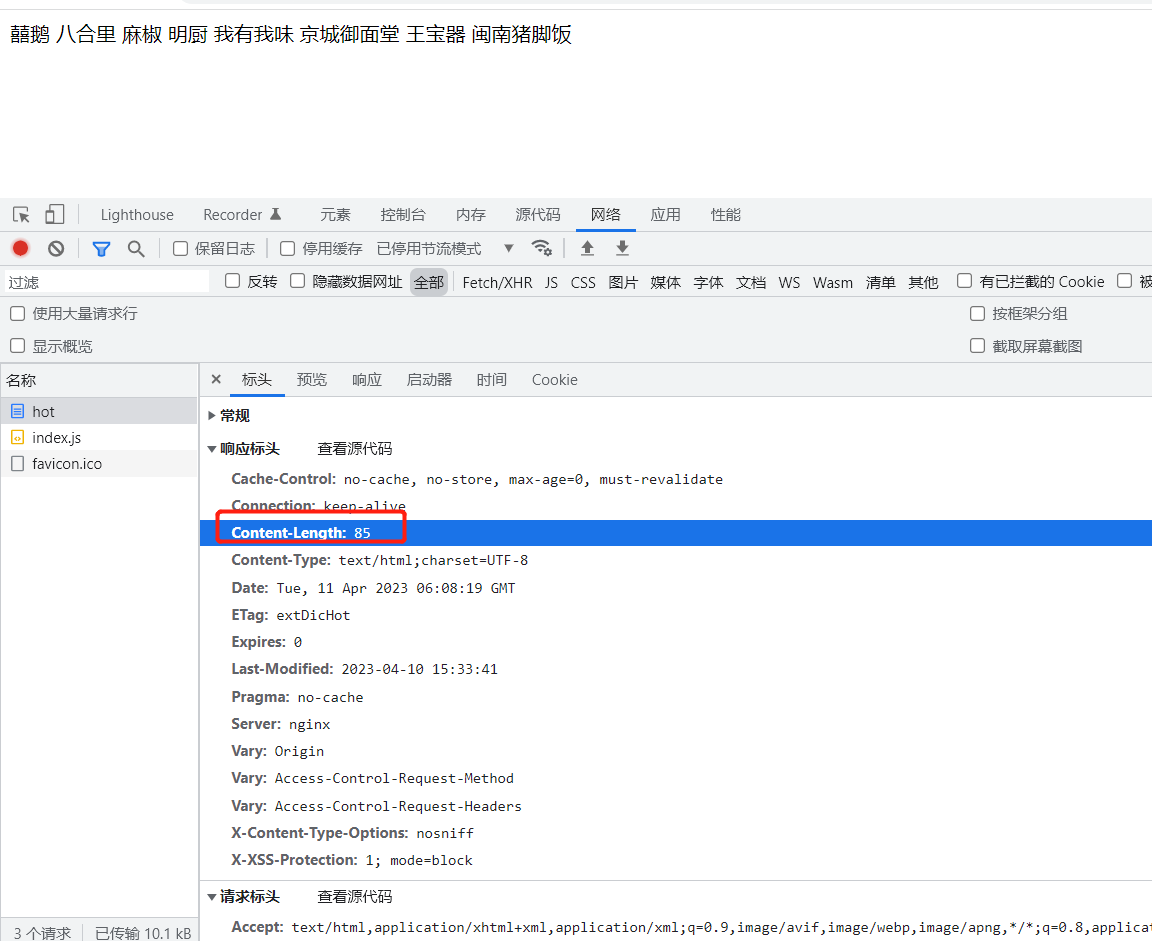 囍鹅 八合里 麻椒 明厨 我有我味 京城御面堂 王宝器 闽南猪脚饭
Lighthouse Recorder 元素 控制台 内存 源代码 网络 应用 性能
保留日志 停用缓存 已停用节流模式
过滤 反转 隐藏数据网址 全部 Fetch/XHR JS CSS 图片 媒体 字体 文档 WS Wasm 清单 其他 有已拦截的 Cookie 被
使用大量请求行 按框架分组
显示概览 截取屏幕截图
名称
hot
index.js
favicon.ico
3 个请求 已传输 10.1 kB
× 标头 预览 响应 启动器 时间 Cookie
常规
响应标头 查看源代码
Cache-Control: no-cache, no-store, max-age=0, must-revalidate
Connection: keep-alive
Content-Length: 85
Content-Type: text/html;charset=UTF-8
Date: Tue, 11 Apr 2023 06:08:19 GMT
ETag: extDicHot
Expires: 0
Last-Modified: 2023-04-10 15:33:41
Pragma: no-cache
Server: nginx
Vary: Origin
Vary: Access-Control-Request-Method
Vary: Access-Control-Request-Headers
X-Content-Type-Options: nosniff
X-XSS-Protection: 1; mode=block
请求标头 查看源代码
Accept: text/html,application/xhtml+xml,application/xml;q=0.9,image/avif,image/webp,image/apng,*/*;q=0.8,applicat